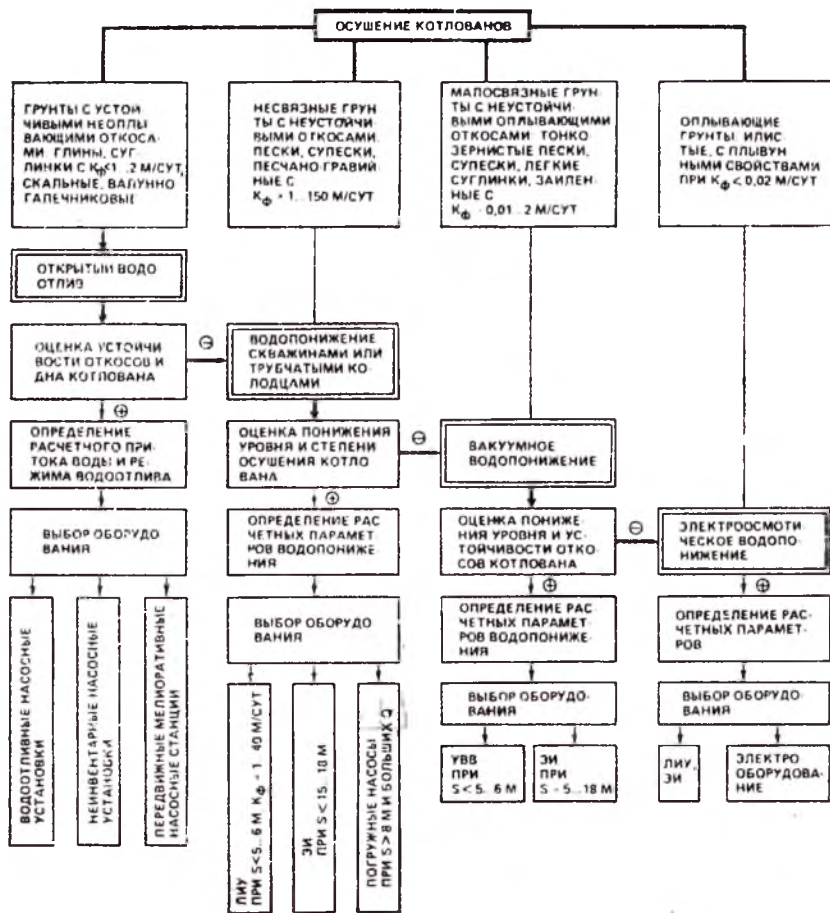 ОСУШЕНИЕ КОТЛОВАНОВ
ГРУНТЫ С УСТОЙ
ЧИВЫМИ НЕОПЛЫ
ВАЮЩИМИ ОТКОСА-
МИ ГЛИНЫ, СУГ-
ЛИНКИ С Кф<1...2 М/СУТ,
СКАЛЬНЫЕ, ВАЛУННО
ГАЛЕЧНИКОВЫЕ
НЕСВЯЗНЫЕ ГРУН-
ТЫ С НЕУСТОЙЧИ-
ВЫМИ ОТКОСАМИ.
ПЕСКИ, СУПЕСКИ,
ПЕСЧАНО-ГРАВИЙ-
НЫЕ С
Кф = 1...150 М/СУТ
МАЛОСВЯЗНЫЕ ГРУН-
ТЫ С НЕУСТОЙЧИ-
ВЫМИ ОПЛЫВАЮЩИМИ
ОТКОСАМИ: ТОНКО-
ЗЕРНИСТЫЕ ПЕСКИ,
СУПЕСКИ, ЛЕГКИЕ
СУГЛИНКИ, ЗАИЛЕН-
НЫЕ С
Кф = 0,01...2 М/СУТ
ОПЛЫВАЮЩИЕ
ГРУНТЫ: ИЛИС-
ТЫЕ, С ПЛЫВУН-
НЫМИ СВОЙСТВАМИ
ПРИ Кф < 0,02 М/СУТ
ОТКРЫТЫЙ ВОДО
ОТЛИВ
ОЦЕНКА УСТОЙЧИ
ВОСТИ ОТКОСОВ И
ДНА КОТЛОВАНА
⊖
ВОДОПОНИЖЕНИЕ
СКВАЖИНАМИ ИЛИ
ТРУБЧАТЫМИ КО-
ЛОДЦАМИ
⊕
ОПРЕДЕЛЕНИЕ
РАСЧЕТНОГО ПРИ-
ТОКА ВОДЫ И РЕ-
ЖИМА ВОДООТЛИВА
ОЦЕНКА ПОНИЖЕНИЯ
УРОВНЯ И СТЕПЕНИ
ОСУШЕНИЯ КОТЛО
ВАНА
⊖
ВАКУУМНОЕ
ВОДОПОНИЖЕНИЕ
⊕
ВЫБОР ОБОРУДО
ВАНИЯ
ОПРЕДЕЛЕНИЕ РАС-
ЧЕТНЫХ ПАРАМЕТ-
РОВ ВОДОПОНИЖЕ-
НИЯ
ОЦЕНКА ПОНИЖЕ-
НИЯ УРОВНЯ И УС-
ТОЙЧИВОСТИ ОТКО-
СОВ КОТЛОВАНА
⊖
ЭЛЕКТРООСМОТИ-
ЧЕСКОЕ ВОДОПО-
НИЖЕНИЕ
⊕
⊕
ВОДООТЛИВНЫЕ НАСОСНЫЕ
УСТАНОВКИ
НЕИНВЕНТАРНЫЕ НАСОСНЫЕ
УСТАНОВКИ
ПЕРЕДВИЖНЫЕ МЕЛИОРАТИВНЫЕ
НАСОСНЫЕ СТАНЦИИ
ВЫБОР ОБОРУДО
ВАНИЯ
ОПРЕДЕЛЕНИЕ РАС-
ЧЕТНЫХ ПАРАМЕТ-
РОВ ВОДОПОНИЖЕ-
НИЯ
ОПРЕДЕЛЕНИЕ РАС-
ЧЕТНЫХ ПАРАМЕТ-
РОВ
ЛИУ
ПРИ S<5...6 М Кф = 1...40 М/СУТ
ЭИ
ПРИ S<15...18 М
ПОГРУЖНЫЕ НАСОСЫ
ПРИ S>8 М И БОЛЬШИХ Q
ВЫБОР ОБОРУДО-
ВАНИЯ
ВЫБОР ОБОРУДО-
ВАНИЯ
УВВ
ПРИ
S<5...6 М
ЭИ
ПРИ
S = 5...18 М
ЛИУ,
ЭИ
ЭЛЕКТРО
ОБОРУДОВА-
НИЕ